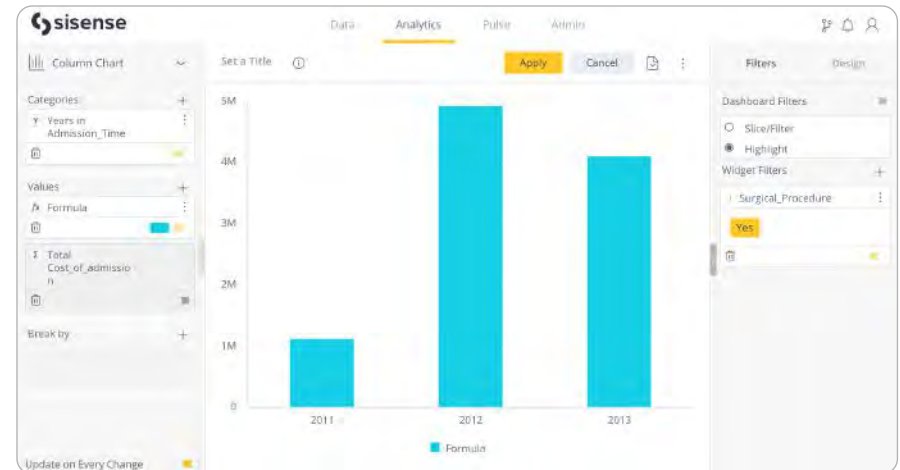 sisense
Data Analytics Pulse Admin
Column Chart
Set a Title
Apply
Cancel
Filters
Design
Categories
Years in
Admission_Time
Values
fx Formula
Σ Total
Cost_of_admissio
n
Break by
Update on Every Change
5M
4M
3M
2M
1M
0
2011
2012
2013
Formula
Dashboard Filters
Slice/Filter
Highlight
Widget Filters
Surgical_Procedure
Yes